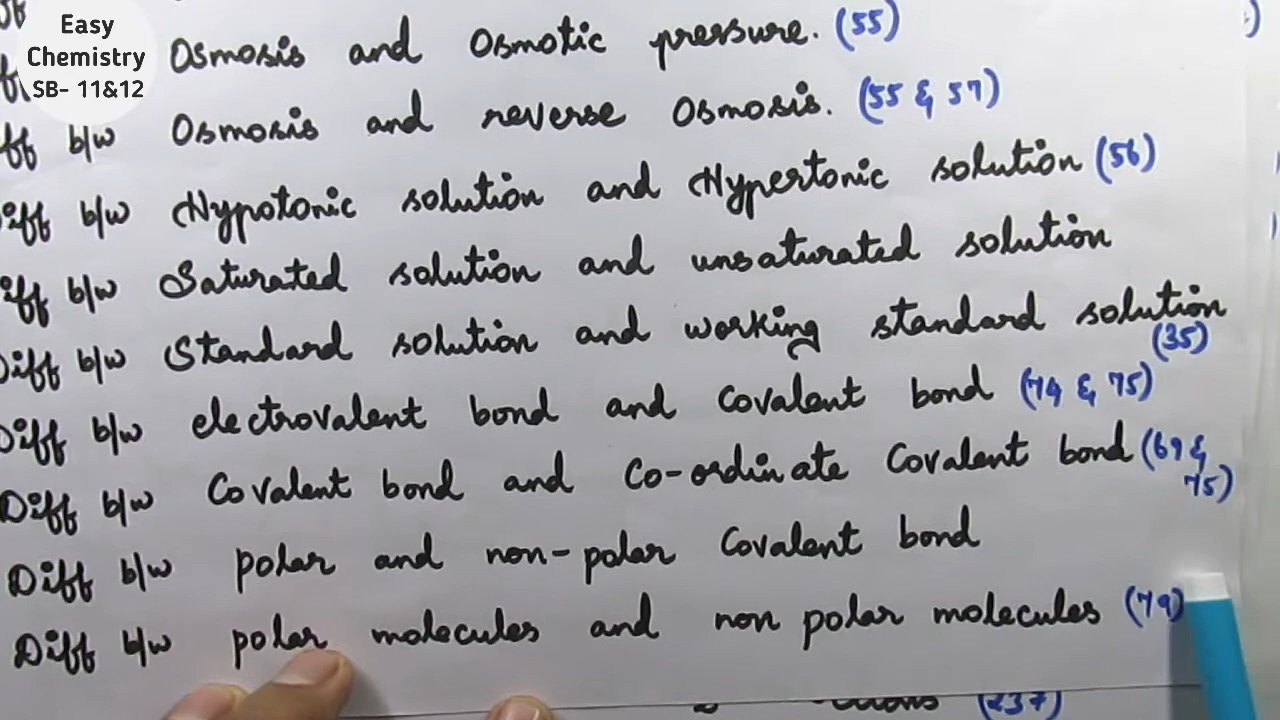 Easy
Chemistry
SB- 11&12
Osmosis and Osmotic pressure. (55)
Diff b/w Osmosis and reverse Osmosis. (55 & 57)
Diff b/w Hypotonic solution and Hypertonic solution (56)
Diff b/w Saturated solution and unsaturated solution
Diff b/w Standard solution and working standard solution
(35)
Diff b/w electrovalent bond and covalent bond (74 & 75)
Diff b/w Covalent bond and Co-ordinate Covalent bond (69 &
75)
Diff b/w polar and non-polar Covalent bond
Diff b/w polar molecules and non polar molecules (79)
(237)